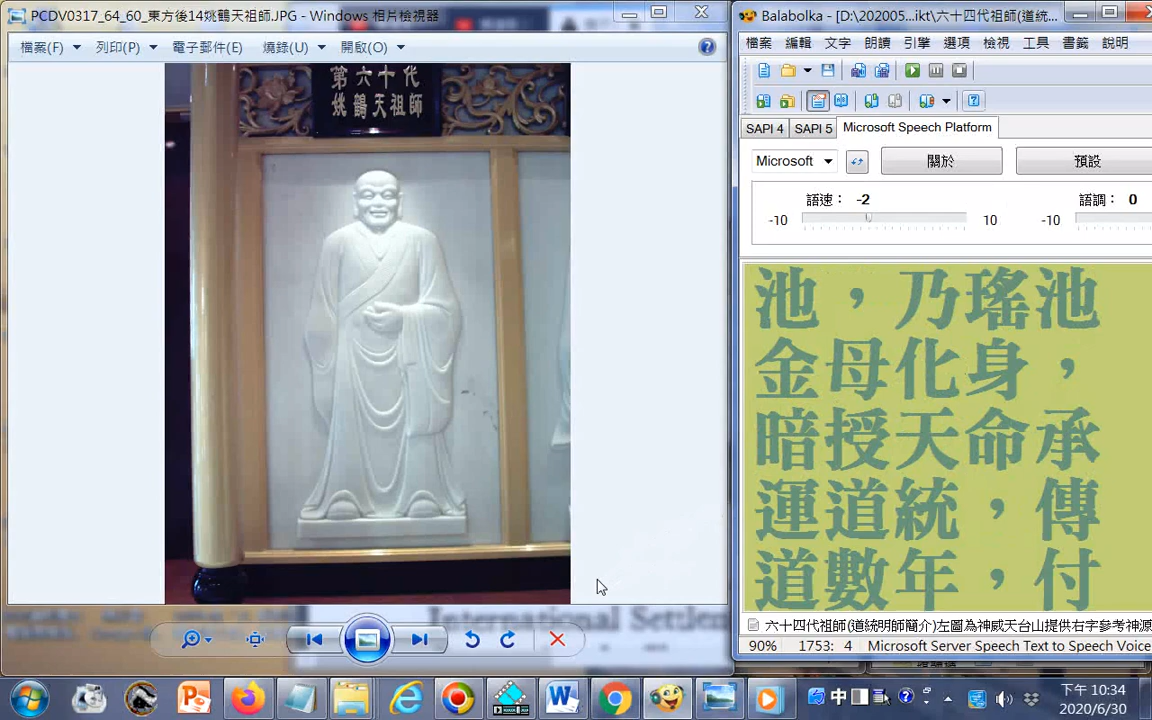 PCDV0317_64_60_東方後14姚鶴天祖師.JPG - Windows 相片檢視器
檔案(F)
列印(P)
電子郵件(E)
燒錄(U)
開啟(O)
第六十代
姚鶴天祖師
International Settlem
Balabolka - [D:\202005...ikt\六十四代祖師(道統...
檔案 編輯 文字 朗讀 引擎 選項 檢視 工具 書籤 說明
SAPI 4
SAPI 5
Microsoft Speech Platform
Microsoft
關於
預設
語速： -2
語調： 0
-10
10
-10
池，乃瑤池
金母化身，
暗授天命承
運道統，傳
道數年，付
六十四代祖師(道統明師簡介)左圖為神威天台山提供右字參考神源
90%
1753: 4
Microsoft Server Speech Text to Speech Voice
中
下午 10:34
2020/6/30